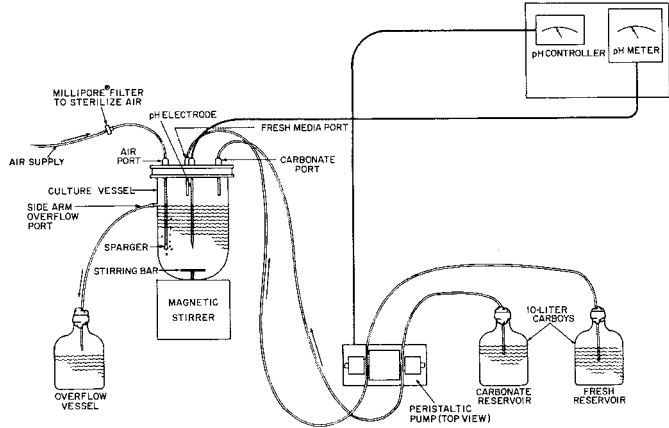 pH CONTROLLER
pH METER
MILLIPORE® FILTER
TO STERILIZE AIR
pH ELECTRODE
FRESH MEDIA PORT
AIR SUPPLY
AIR
PORT
CARBONATE
PORT
CULTURE VESSEL
SIDE ARM
OVERFLOW
PORT
SPARGER
STIRRING BAR
MAGNETIC
STIRRER
10-LITER
CARBOYS
OVERFLOW
VESSEL
PERISTALTIC
PUMP (TOP VIEW)
CARBONATE
RESERVOIR
FRESH
RESERVOIR